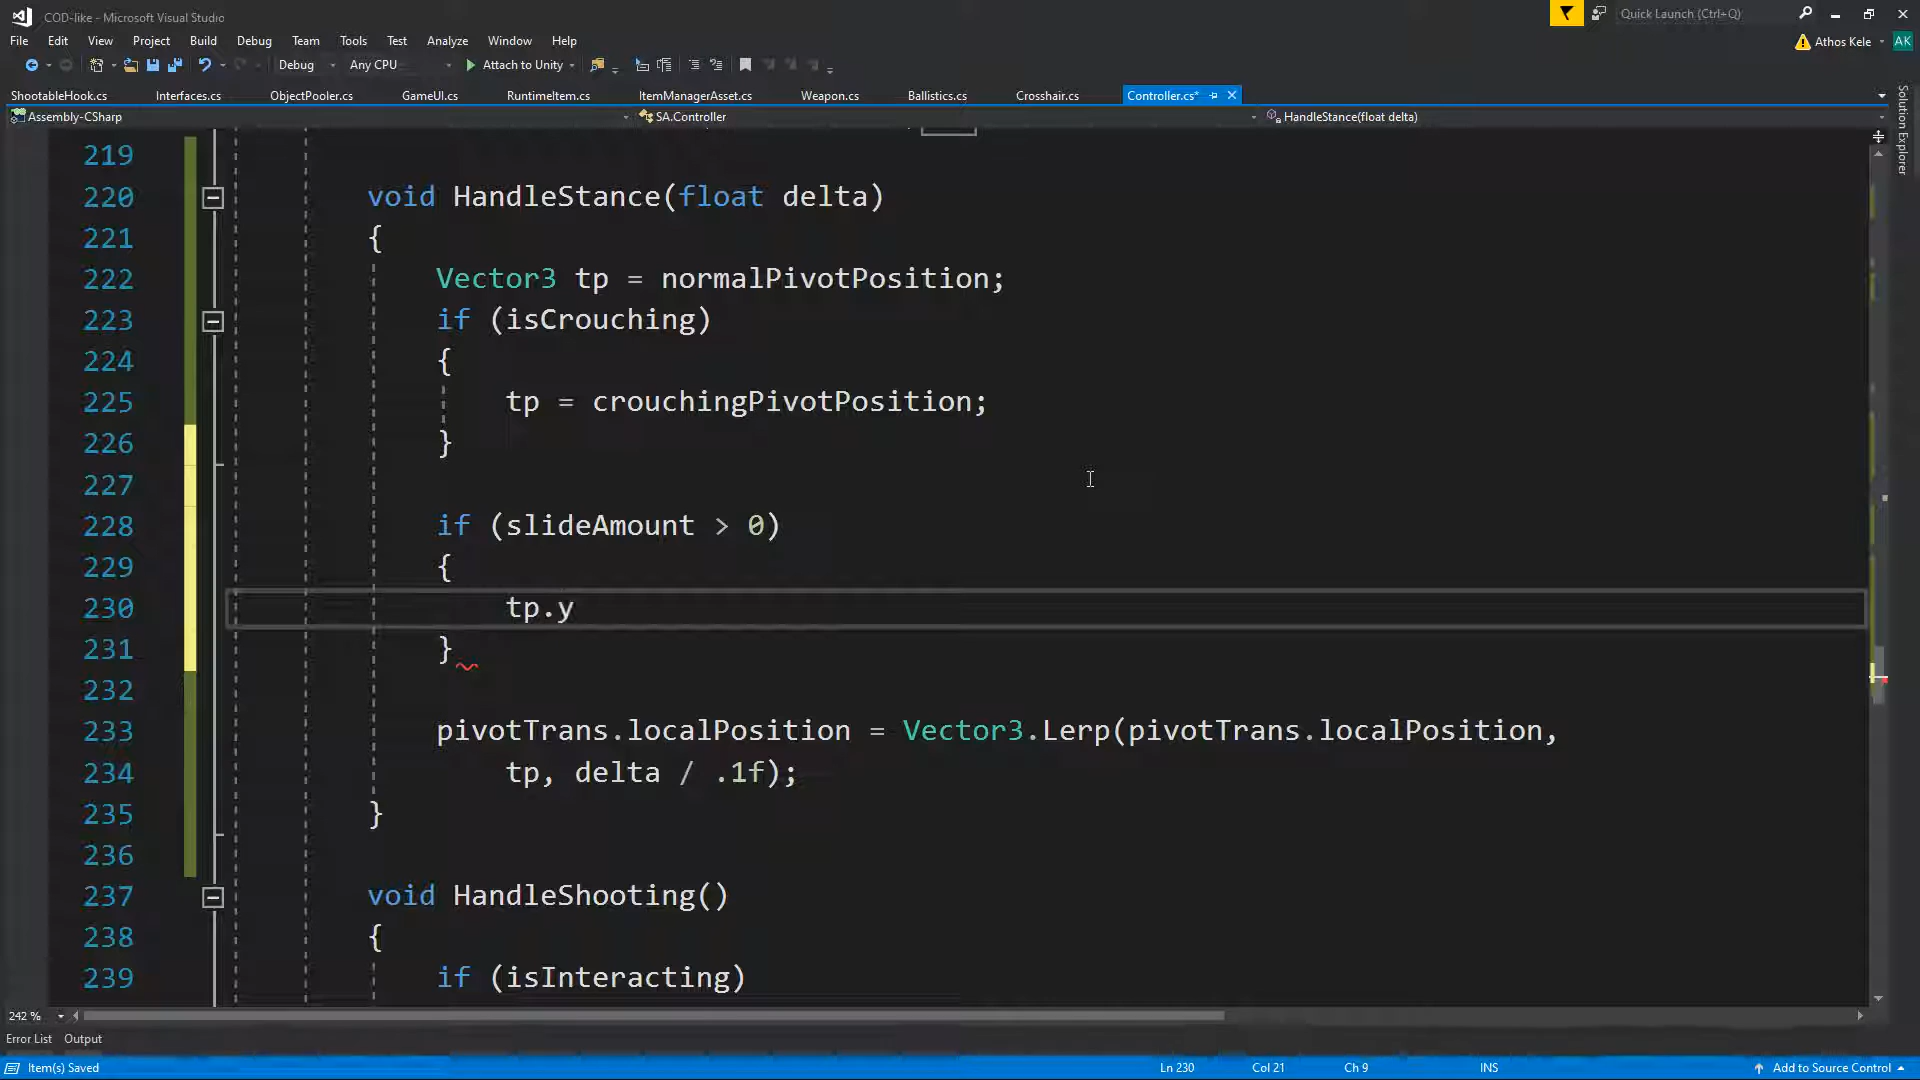 COD-like - Microsoft Visual Studio
Quick Launch (Ctrl+Q)
File Edit View Project Build Debug Team Tools Test Analyze Window Help
Athos Kele AK
Debug Any CPU Attach to Unity
ShootableHook.cs Interfaces.cs ObjectPooler.cs GameUI.cs RuntimeItem.cs ItemManagerAsset.cs Weapon.cs Ballistics.cs Crosshair.cs Controller.cs*
Assembly-CSharp SA.Controller HandleStance(float delta)
Solution Explorer
219
220 void HandleStance(float delta)
221 {
222 Vector3 tp = normalPivotPosition;
223 if (isCrouching)
224 {
225 tp = crouchingPivotPosition;
226 }
227
228 if (slideAmount > 0)
229 {
230 tp.y
231 }
232
233 pivotTrans.localPosition = Vector3.Lerp(pivotTrans.localPosition,
234 tp, delta / .1f);
235 }
236
237 void HandleShooting()
238 {
239 if (isInteracting)
242 %
Error List Output
Item(s) Saved Ln 230 Col 21 Ch 9 INS Add to Source Control